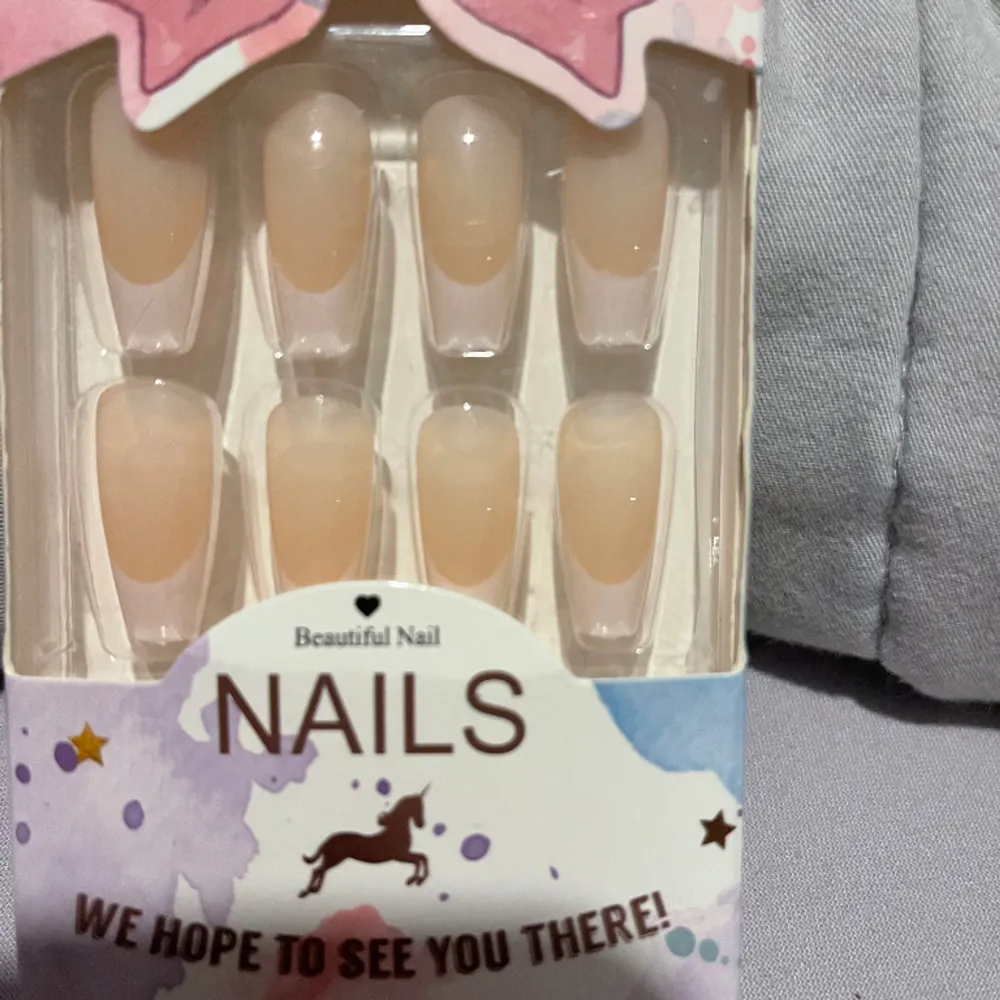 Beautiful Nail
NAILS
WE HOPE TO SEE YOU THERE!